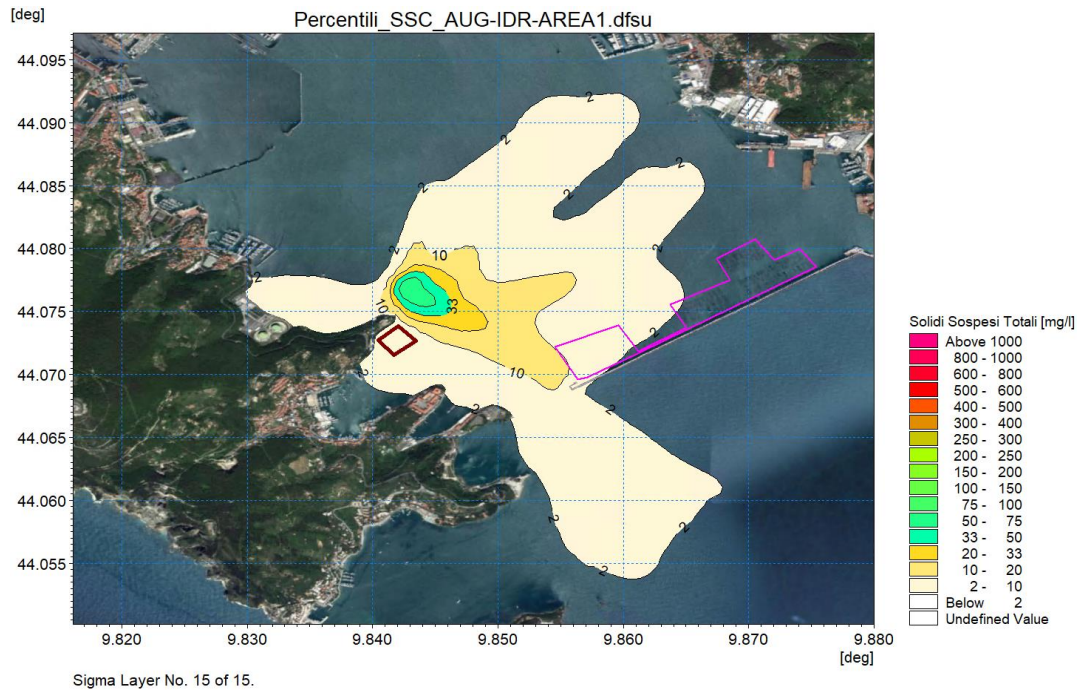 [deg]
Percentili_SSC_AUG-IDR-AREA1.dfsu
44.095
44.090
44.085
44.080
44.075
44.070
44.065
44.060
44.055
2
2
2
2
2
2
10
10
33
10
2
2
2
2
2
2
2
9.820
9.830
9.840
9.850
9.860
9.870
9.880
[deg]
Sigma Layer No. 15 of 15.
Solidi Sospesi Totali [mg/l]
Above 1000
800 - 1000
600 - 800
500 - 600
400 - 500
300 - 400
250 - 300
200 - 250
150 - 200
100 - 150
75 - 100
50 - 75
33 - 50
20 - 33
10 - 20
2 - 10
Below 2
Undefined Value